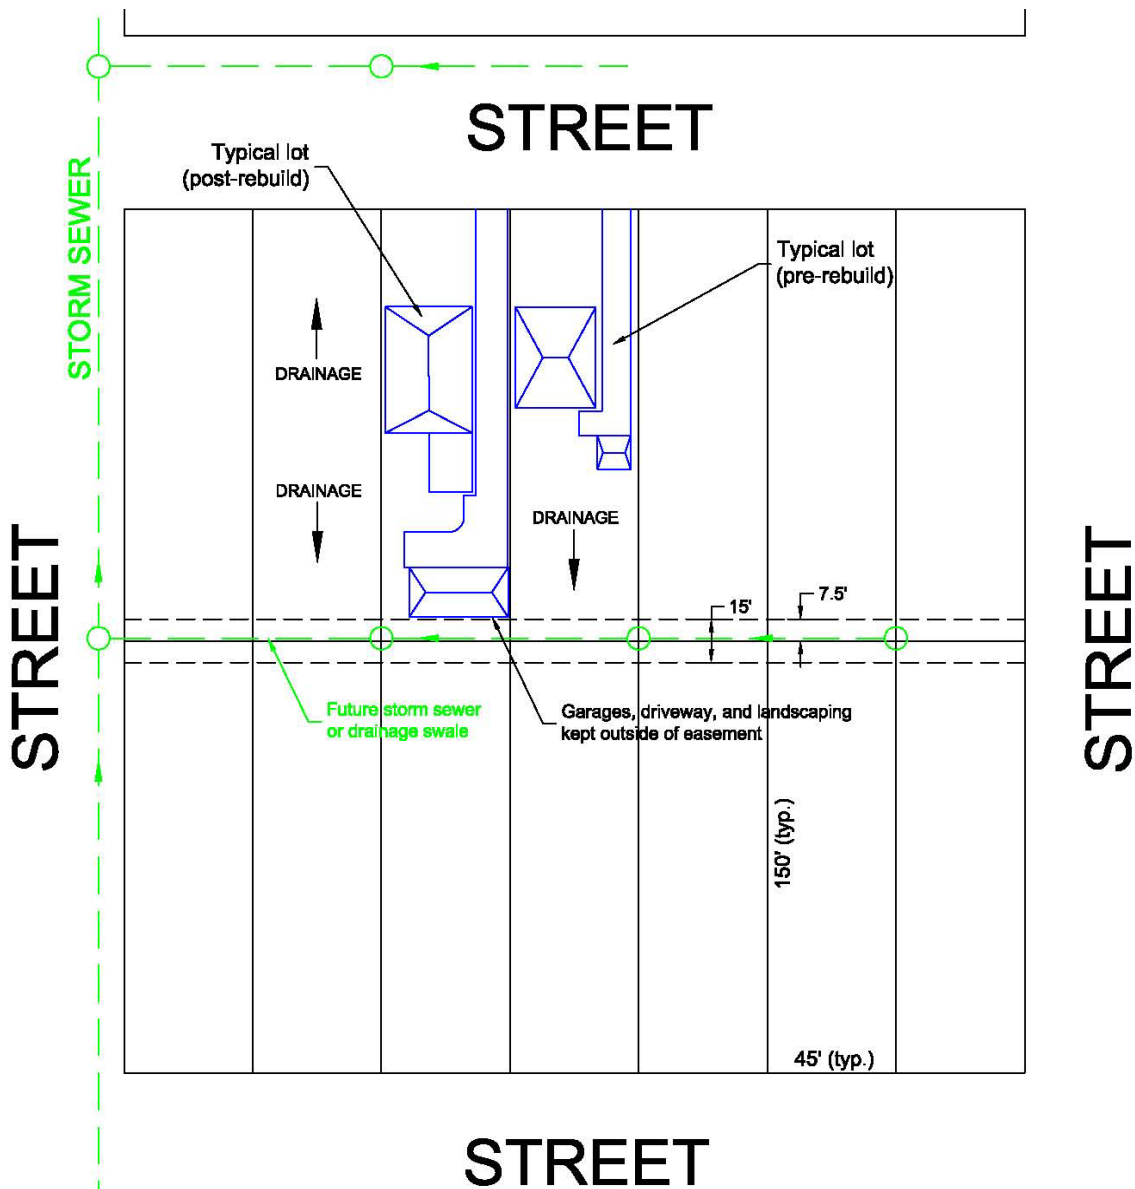 STREET
Typical lot
(post-rebuild)
STORM SEWER
Typical lot
(pre-rebuild)
DRAINAGE
DRAINAGE
DRAINAGE
STREET
STREET
15'
7.5'
Future storm sewer
or drainage swale
Garages, driveway, and landscaping
kept outside of easement
150' (typ.)
45' (typ.)
STREET